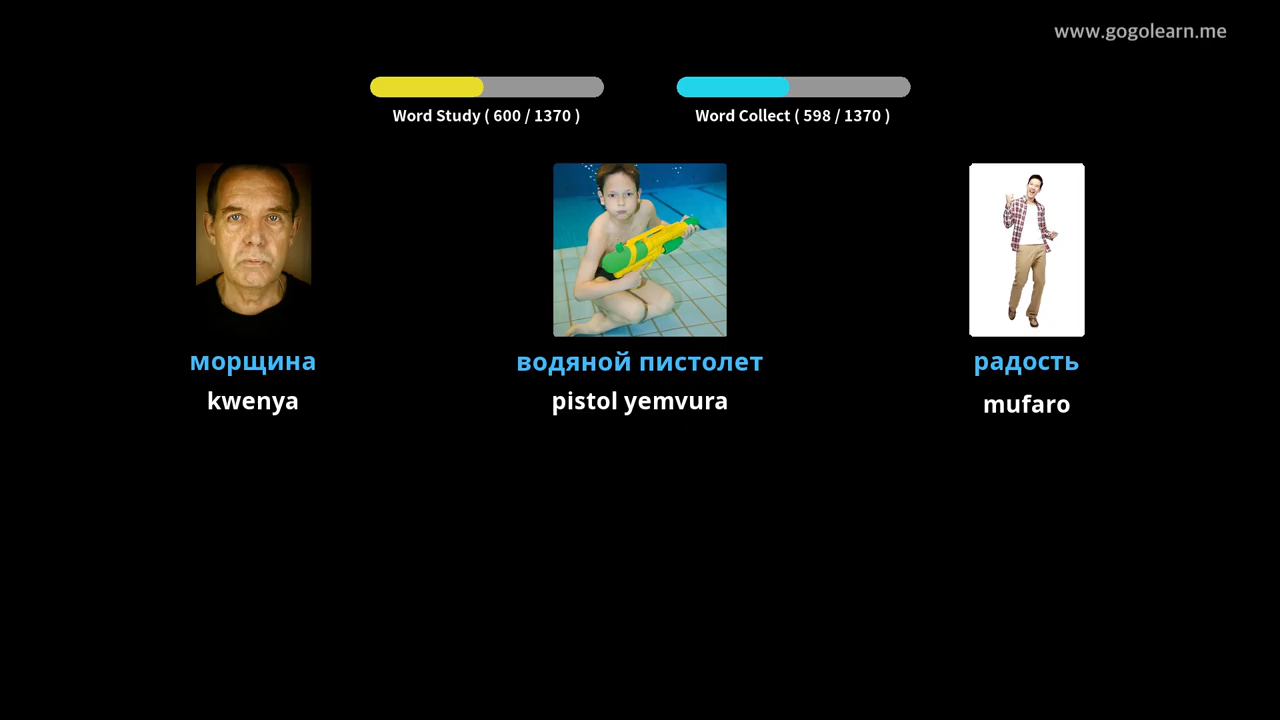 www.gogolearn.me
Word Study ( 600 / 1370 )
Word Collect ( 598 / 1370 )
морщина
kwenya
водяной пистолет
pistol yemvura
радость
mufaro